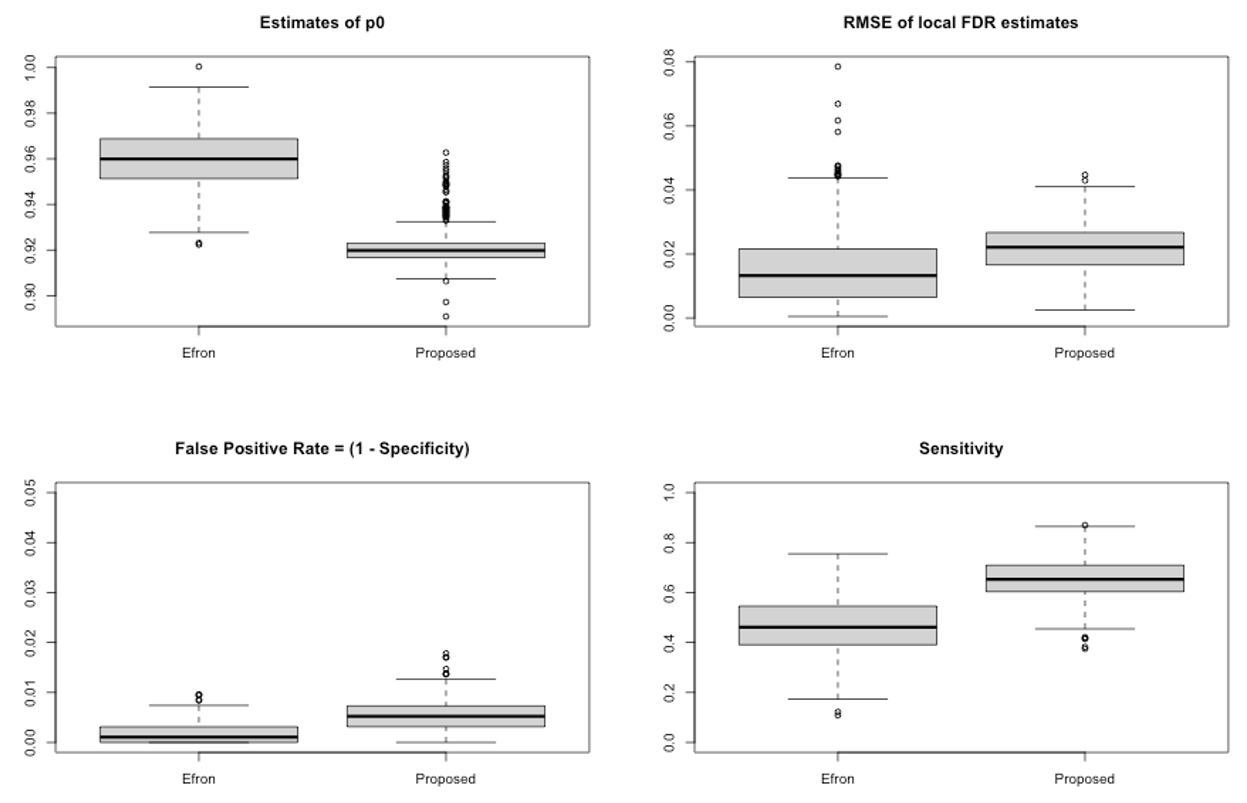 Estimates of p0
1.00
0.98
0.96
0.94
0.92
0.90
Efron Proposed
RMSE of local FDR estimates
0.08
0.06
0.04
0.02
0.00
Efron Proposed
False Positive Rate = (1 - Specificity)
0.05
0.04
0.03
0.02
0.01
0.00
Efron Proposed
Sensitivity
1.0
0.8
0.6
0.4
0.2
0.0
Efron Proposed